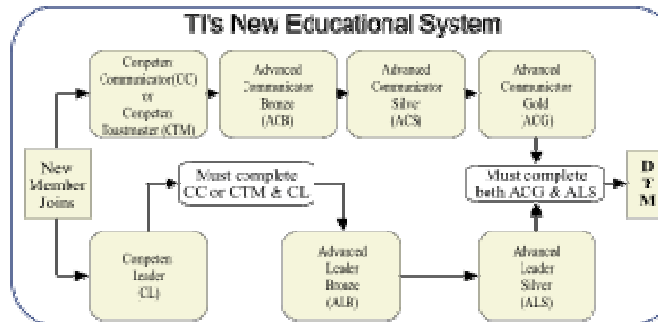 TI's New Educational System
Competen
Communicator(CC)
or
Competen
Toastmaster (CTM)
Advanced
Communicator
Bronze
(ACB)
Advanced
Communicator
Silver
(ACS)
Advanced
Communicator
Gold
(ACG)
New
Member
Joins
Must complete
CC or CTM & CL
Must complete
both ACG & ALS
D
T
M
Competen
Leader
(CL)
Advanced
Leader
Bronze
(ALB)
Advanced
Leader
Silver
(ALS)